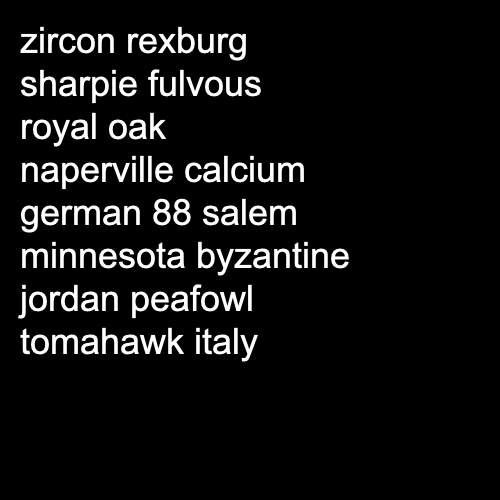 zircon rexburg
sharpie fulvous
royal oak
naperville calcium
german 88 salem
minnesota byzantine
jordan peafowl
tomahawk italy